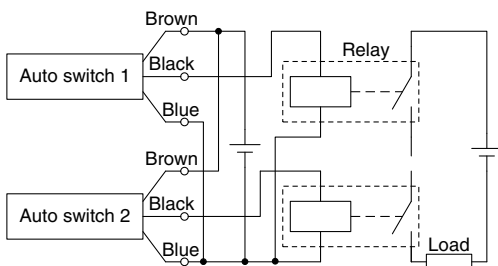 Brown
Relay
Auto switch 1
Black
Blue
Brown
Auto switch 2
Black
Blue
Load